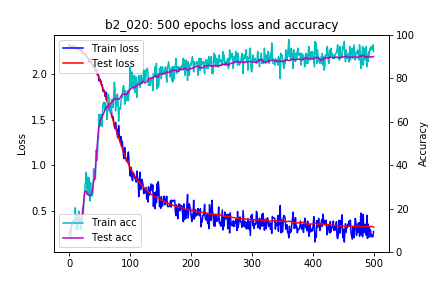 b2_020: 500 epochs loss and accuracy
Train loss
Test loss
Train acc
Test acc
Loss
2.0
1.5
1.0
0.5
Accuracy
100
80
60
40
20
0
0
100
200
300
400
500